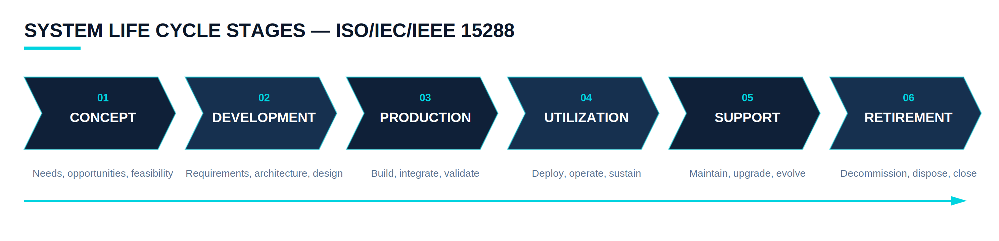 SYSTEM LIFE CYCLE STAGES — ISO/IEC/IEEE 15288
01
CONCEPT
Needs, opportunities, feasibility
02
DEVELOPMENT
Requirements, architecture, design
03
PRODUCTION
Build, integrate, validate
04
UTILIZATION
Deploy, operate, sustain
05
SUPPORT
Maintain, upgrade, evolve
06
RETIREMENT
Decommission, dispose, close